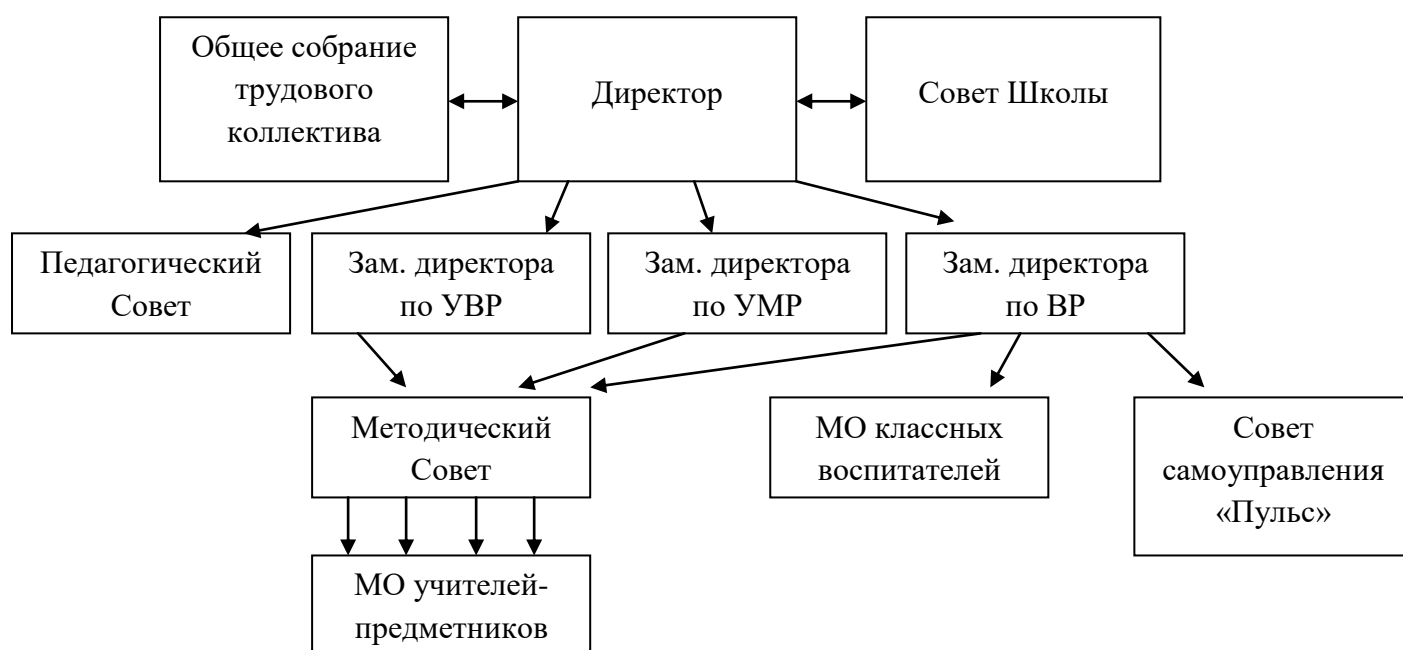 Общее собрание
трудового
коллектива
Директор
Совет Школы
Педагогический
Совет
Зам. директора
по УВР
Зам. директора
по УМР
Зам. директора
по ВР
Методический
Совет
МО классных
воспитателей
Совет
самоуправления
«Пульс»
МО учителей-
предметников